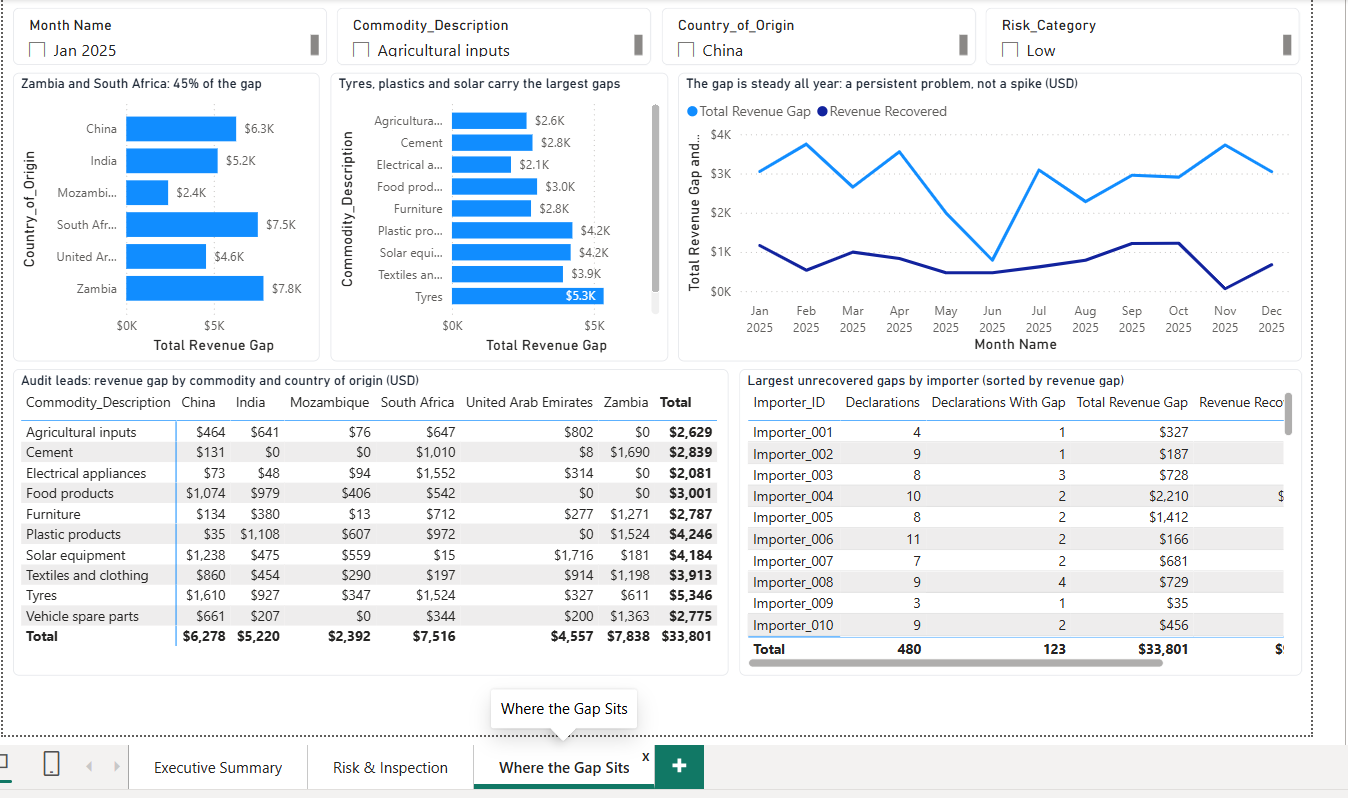 Month Name
Jan 2025
Commodity_Description
Agricultural inputs
Country_of_Origin
China
Risk_Category
Low
Zambia and South Africa: 45% of the gap
Country_of_Origin
China $6.3K
India $5.2K
Mozambi... $2.4K
South Afr... $7.5K
United Ar... $4.6K
Zambia $7.8K
$0K $5K
Total Revenue Gap
Tyres, plastics and solar carry the largest gaps
Commodity_Description
Agricultura... $2.6K
Cement $2.8K
Electrical a... $2.1K
Food prod... $3.0K
Furniture $2.8K
Plastic pro... $4.2K
Solar equi... $4.2K
Textiles an... $3.9K
Tyres $5.3K
$0K $5K
Total Revenue Gap
The gap is steady all year: a persistent problem, not a spike (USD)
Total Revenue Gap Revenue Recovered
Total Revenue Gap and...
$4K
$3K
$2K
$1K
$0K
Jan Feb Mar Apr May Jun Jul Aug Sep Oct Nov Dec
2025 2025 2025 2025 2025 2025 2025 2025 2025 2025 2025 2025
Month Name
Audit leads: revenue gap by commodity and country of origin (USD)
Commodity_Description China India Mozambique South Africa United Arab Emirates Zambia Total
Agricultural inputs $464 $641 $76 $647 $802 $0 $2,629
Cement $131 $0 $0 $1,010 $8 $1,690 $2,839
Electrical appliances $73 $48 $94 $1,552 $314 $0 $2,081
Food products $1,074 $979 $406 $542 $0 $0 $3,001
Furniture $134 $380 $13 $712 $277 $1,271 $2,787
Plastic products $35 $1,108 $607 $972 $0 $1,524 $4,246
Solar equipment $1,238 $475 $559 $15 $1,716 $181 $4,184
Textiles and clothing $860 $454 $290 $197 $914 $1,198 $3,913
Tyres $1,610 $927 $347 $1,524 $327 $611 $5,346
Vehicle spare parts $661 $207 $0 $344 $200 $1,363 $2,775
Total $6,278 $5,220 $2,392 $7,516 $4,557 $7,838 $33,801
Largest unrecovered gaps by importer (sorted by revenue gap)
Importer_ID Declarations Declarations With Gap Total Revenue Gap Revenue Reco
Importer_001 4 1 $327
Importer_002 9 1 $187
Importer_003 8 3 $728
Importer_004 10 2 $2,210 $
Importer_005 8 2 $1,412
Importer_006 11 2 $166
Importer_007 7 2 $681
Importer_008 9 4 $729
Importer_009 3 1 $35
Importer_010 9 2 $456
Total 480 123 $33,801 $
Where the Gap Sits
Executive Summary
Risk & Inspection
Where the Gap Sits
x
+